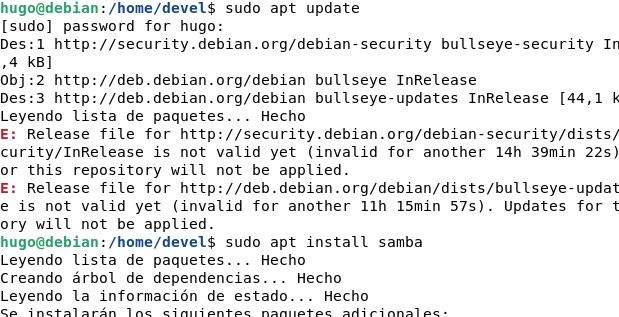 hugo@debian:/home/devel$ sudo apt update
[sudo] password for hugo:
Des:1 http://security.debian.org/debian-security bullseye-security In
,4 kB]
Obj:2 http://deb.debian.org/debian bullseye InRelease
Des:3 http://deb.debian.org/debian bullseye-updates InRelease [44,1 k
Leyendo lista de paquetes... Hecho
E: Release file for http://security.debian.org/debian-security/dists/
curity/InRelease is not valid yet (invalid for another 14h 39min 22s)
or this repository will not be applied.
E: Release file for http://deb.debian.org/debian/dists/bullseye-updat
e is not valid yet (invalid for another 11h 15min 57s). Updates for t
ory will not be applied.
hugo@debian:/home/devel$ sudo apt install samba
Leyendo lista de paquetes... Hecho
Creando árbol de dependencias... Hecho
Leyendo la información de estado... Hecho
Se instalarán los siguientes paquetes adicionales: